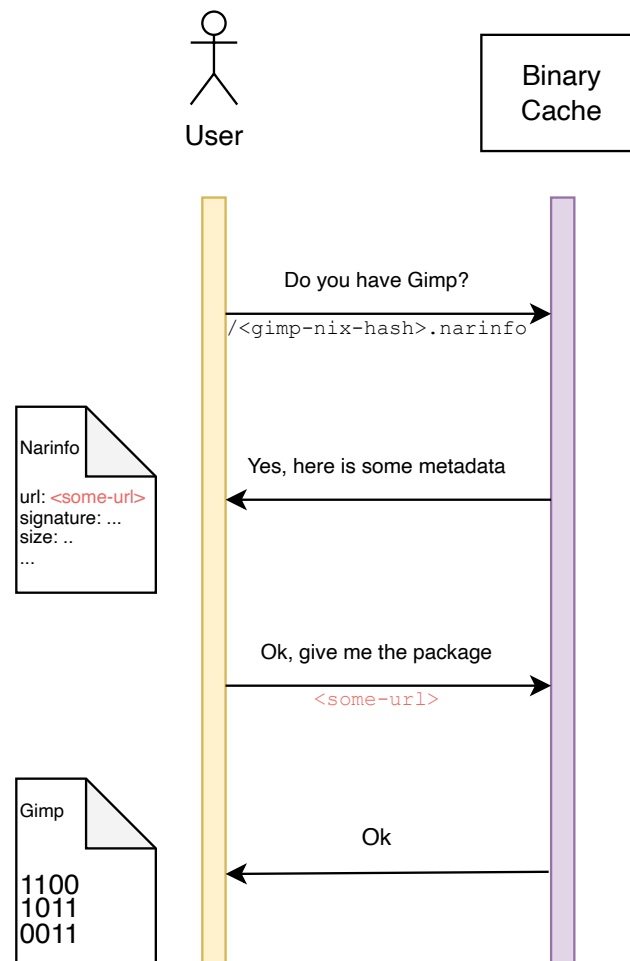 User
Binary
Cache
Do you have Gimp?
/<gimp-nix-hash>.narinfo
Narinfo
url: <some-url>
signature: ...
size: ..
...
Yes, here is some metadata
Ok, give me the package
<some-url>
Gimp
1100
1011
0011
Ok